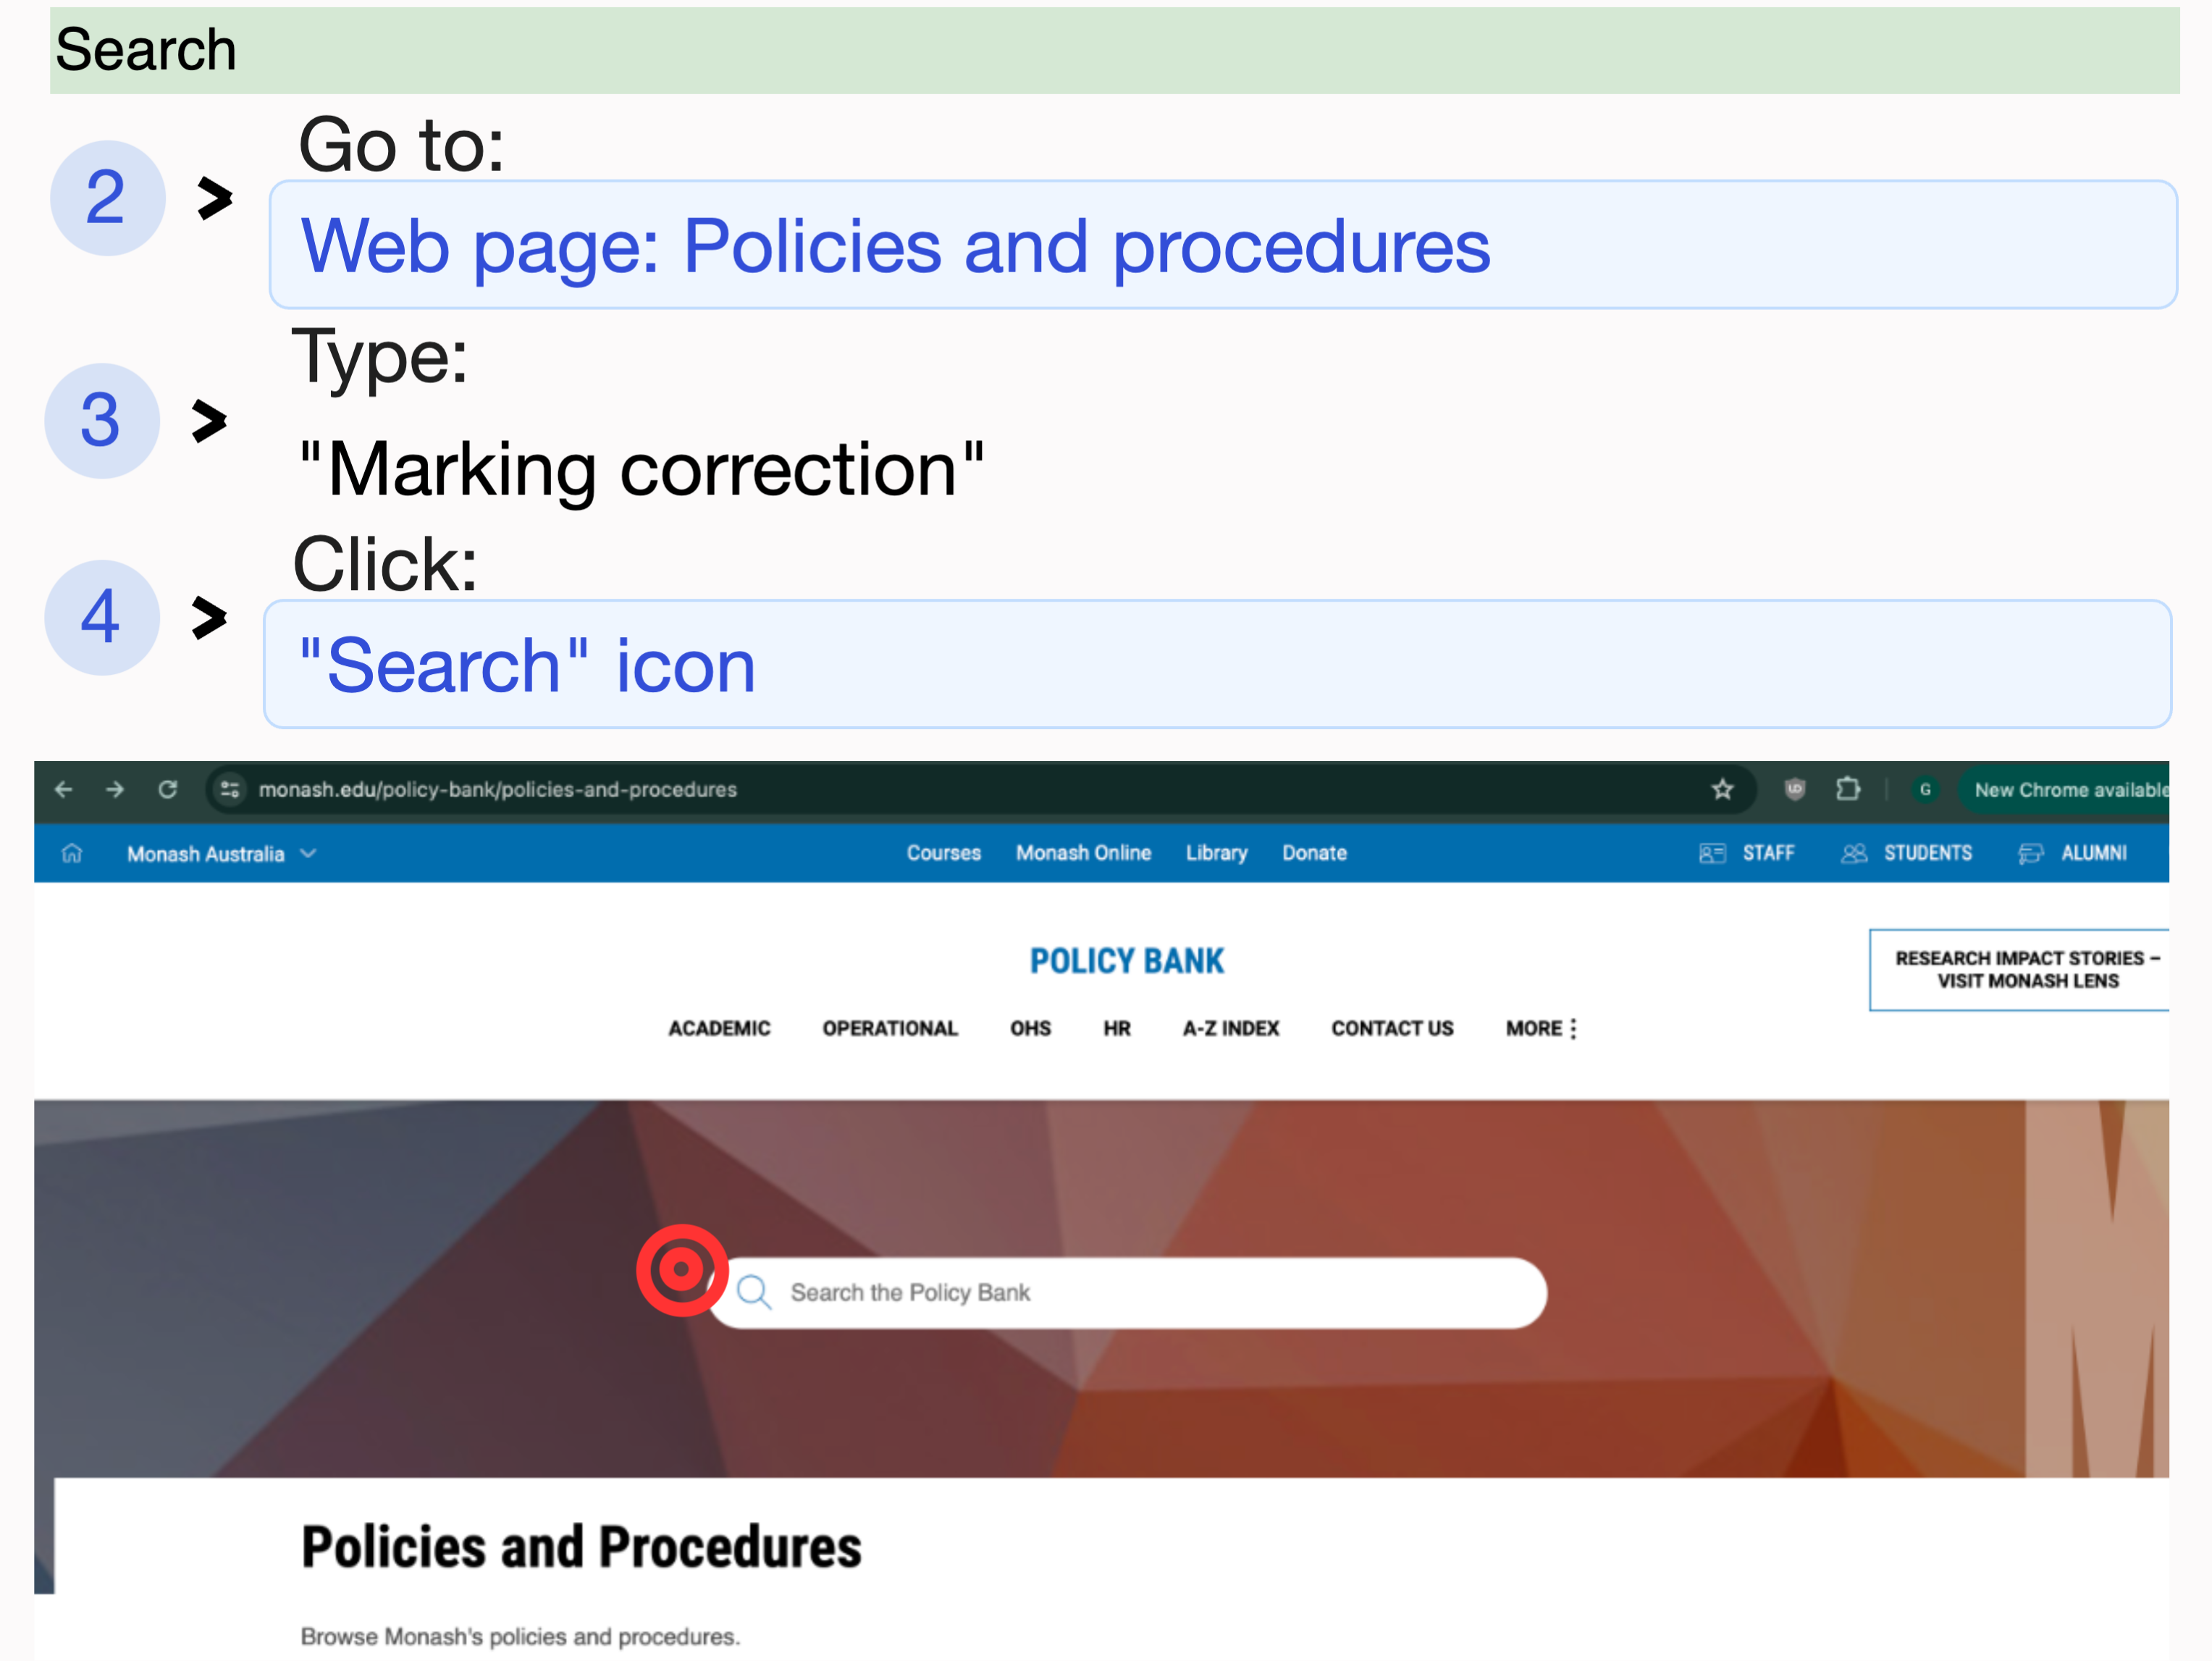 Search
2 > Go to:
Web page: Policies and procedures
3 > Type:
"Marking correction"
4 > Click:
"Search" icon
monash.edu/policy-bank/policies-and-procedures
G New Chrome available
Monash Australia Courses Monash Online Library Donate STAFF STUDENTS ALUMNI
POLICY BANK
RESEARCH IMPACT STORIES –
VISIT MONASH LENS
ACADEMIC OPERATIONAL OHS HR A-Z INDEX CONTACT US MORE
Search the Policy Bank
Policies and Procedures
Browse Monash's policies and procedures.